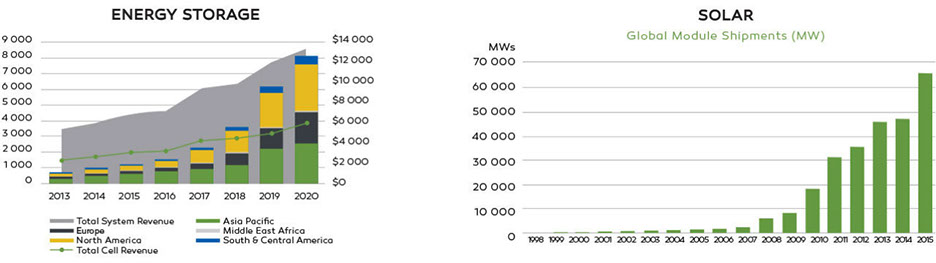 ENERGY STORAGE
9 000
8 000
7 000
6 000
5 000
4 000
3 000
2 000
1 000
0
$14 000
$12 000
$10 000
$8 000
$6 000
$4 000
$2 000
$0
2013 2014 2015 2016 2017 2018 2019 2020
Total System Revenue Asia Pacific
Europe Middle East Africa
North America South & Central America
Total Cell Revenue
SOLAR
Global Module Shipments (MW)
MWs
70 000
60 000
50 000
40 000
30 000
20 000
10 000
0
1998 1999 2000 2001 2002 2003 2004 2005 2006 2007 2008 2009 2010 2011 2012 2013 2014 2015